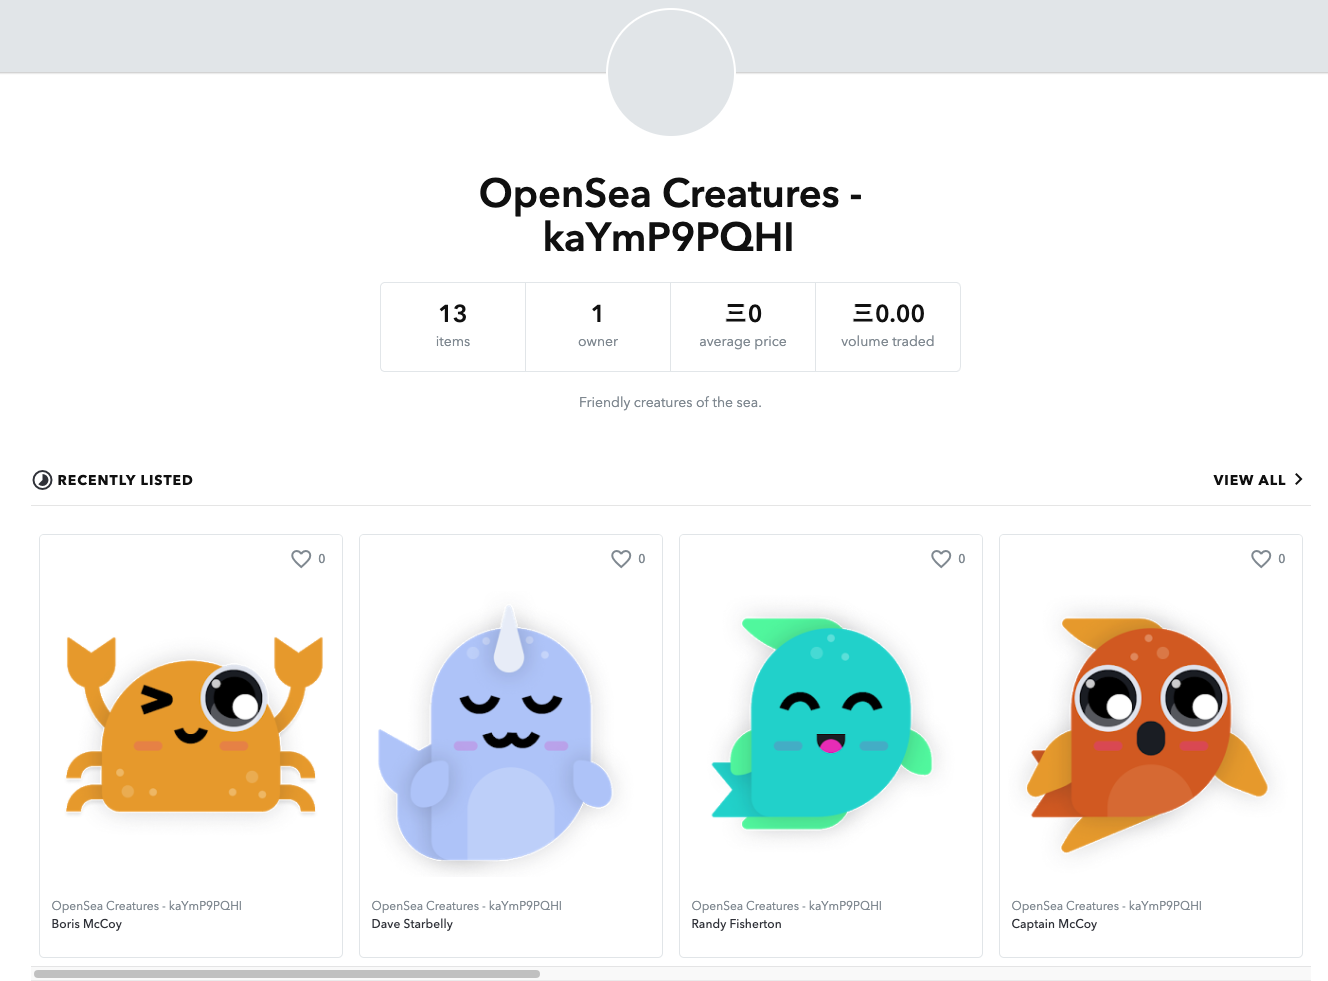 OpenSea Creatures -
kaYmP9PQHI
13
1
Ξ0
Ξ0.00
items
owner
average price
volume traded
Friendly creatures of the sea.
RECENTLY LISTED
VIEW ALL
0
0
0
0
OpenSea Creatures - kaYmP9PQHI
Boris McCoy
OpenSea Creatures - kaYmP9PQHI
Dave Starbelly
OpenSea Creatures - kaYmP9PQHI
Randy Fisherton
OpenSea Creatures - kaYmP9PQHI
Captain McCoy